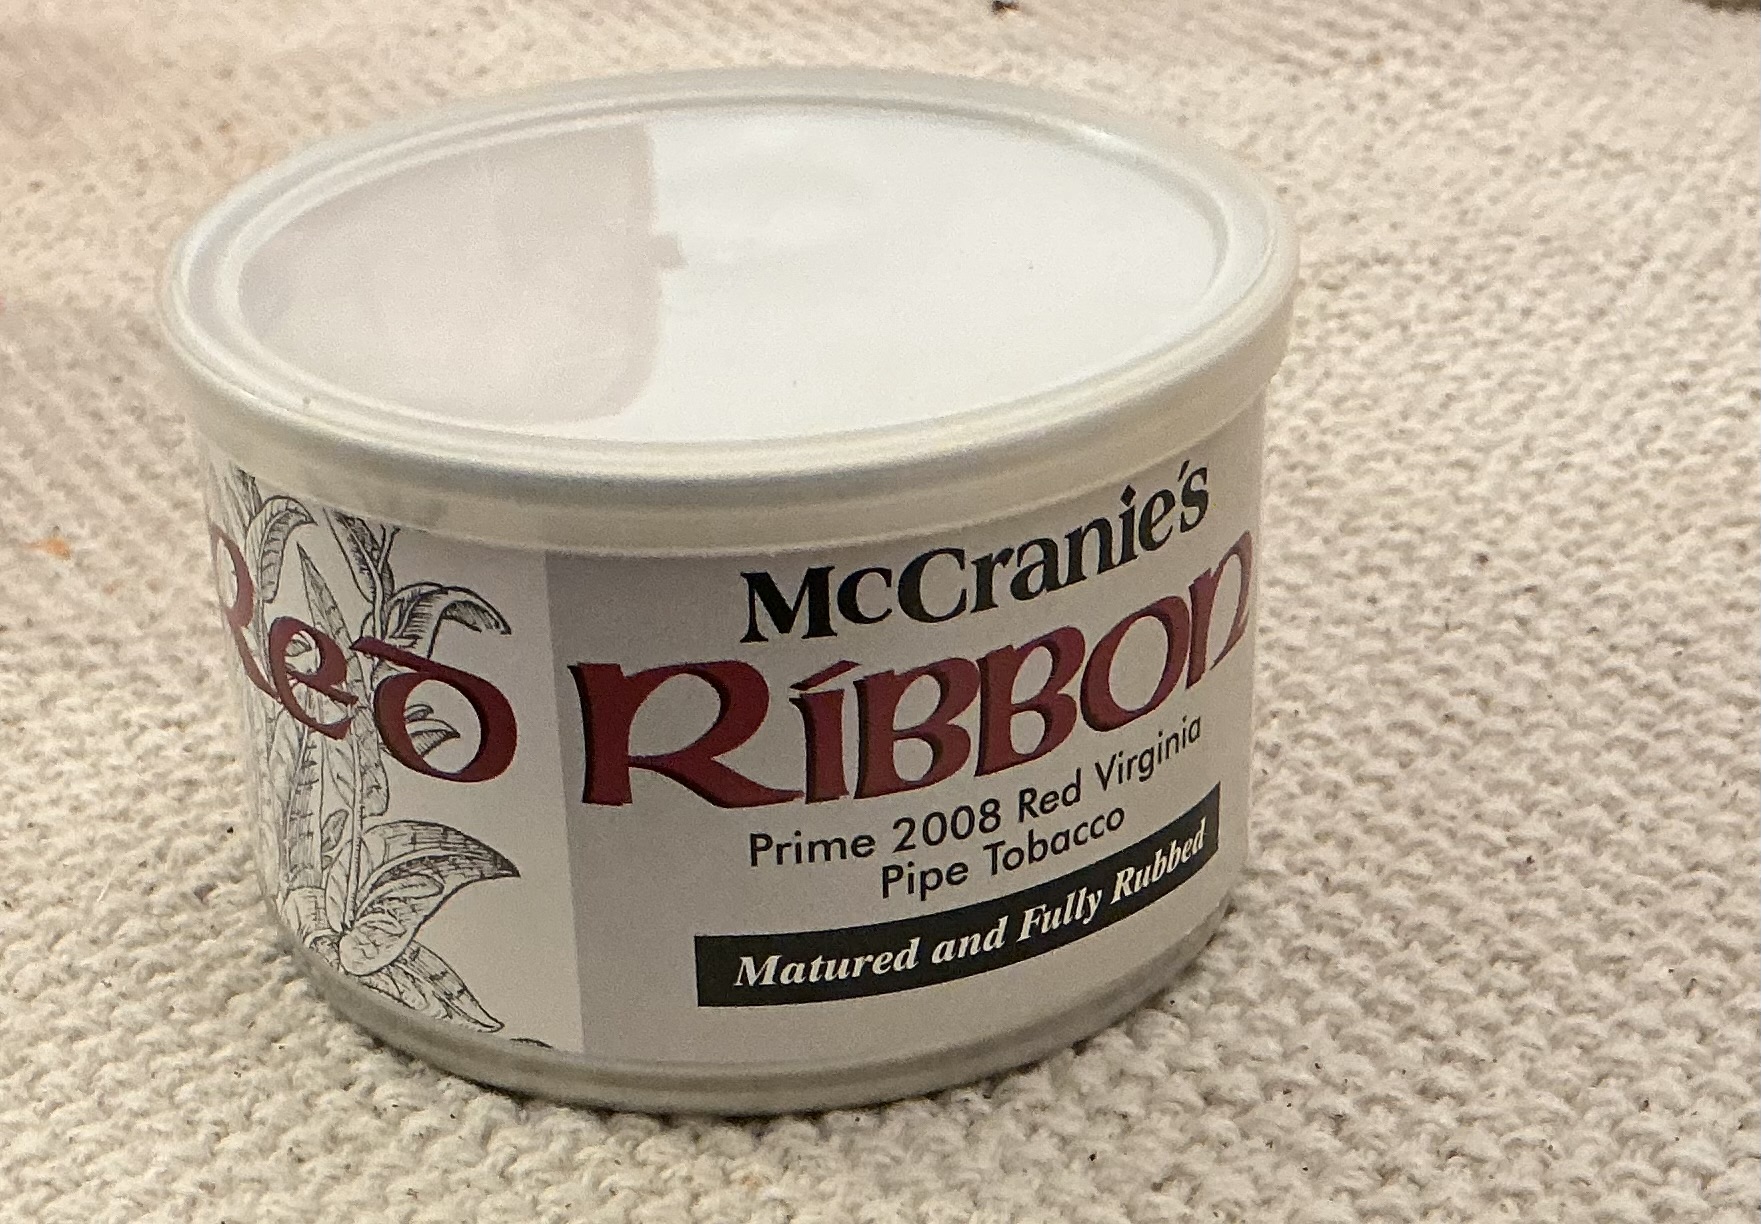 McCranie's
Red Ribbon
Prime 2008 Red Virginia
Pipe Tobacco
Matured and Fully Rubbed